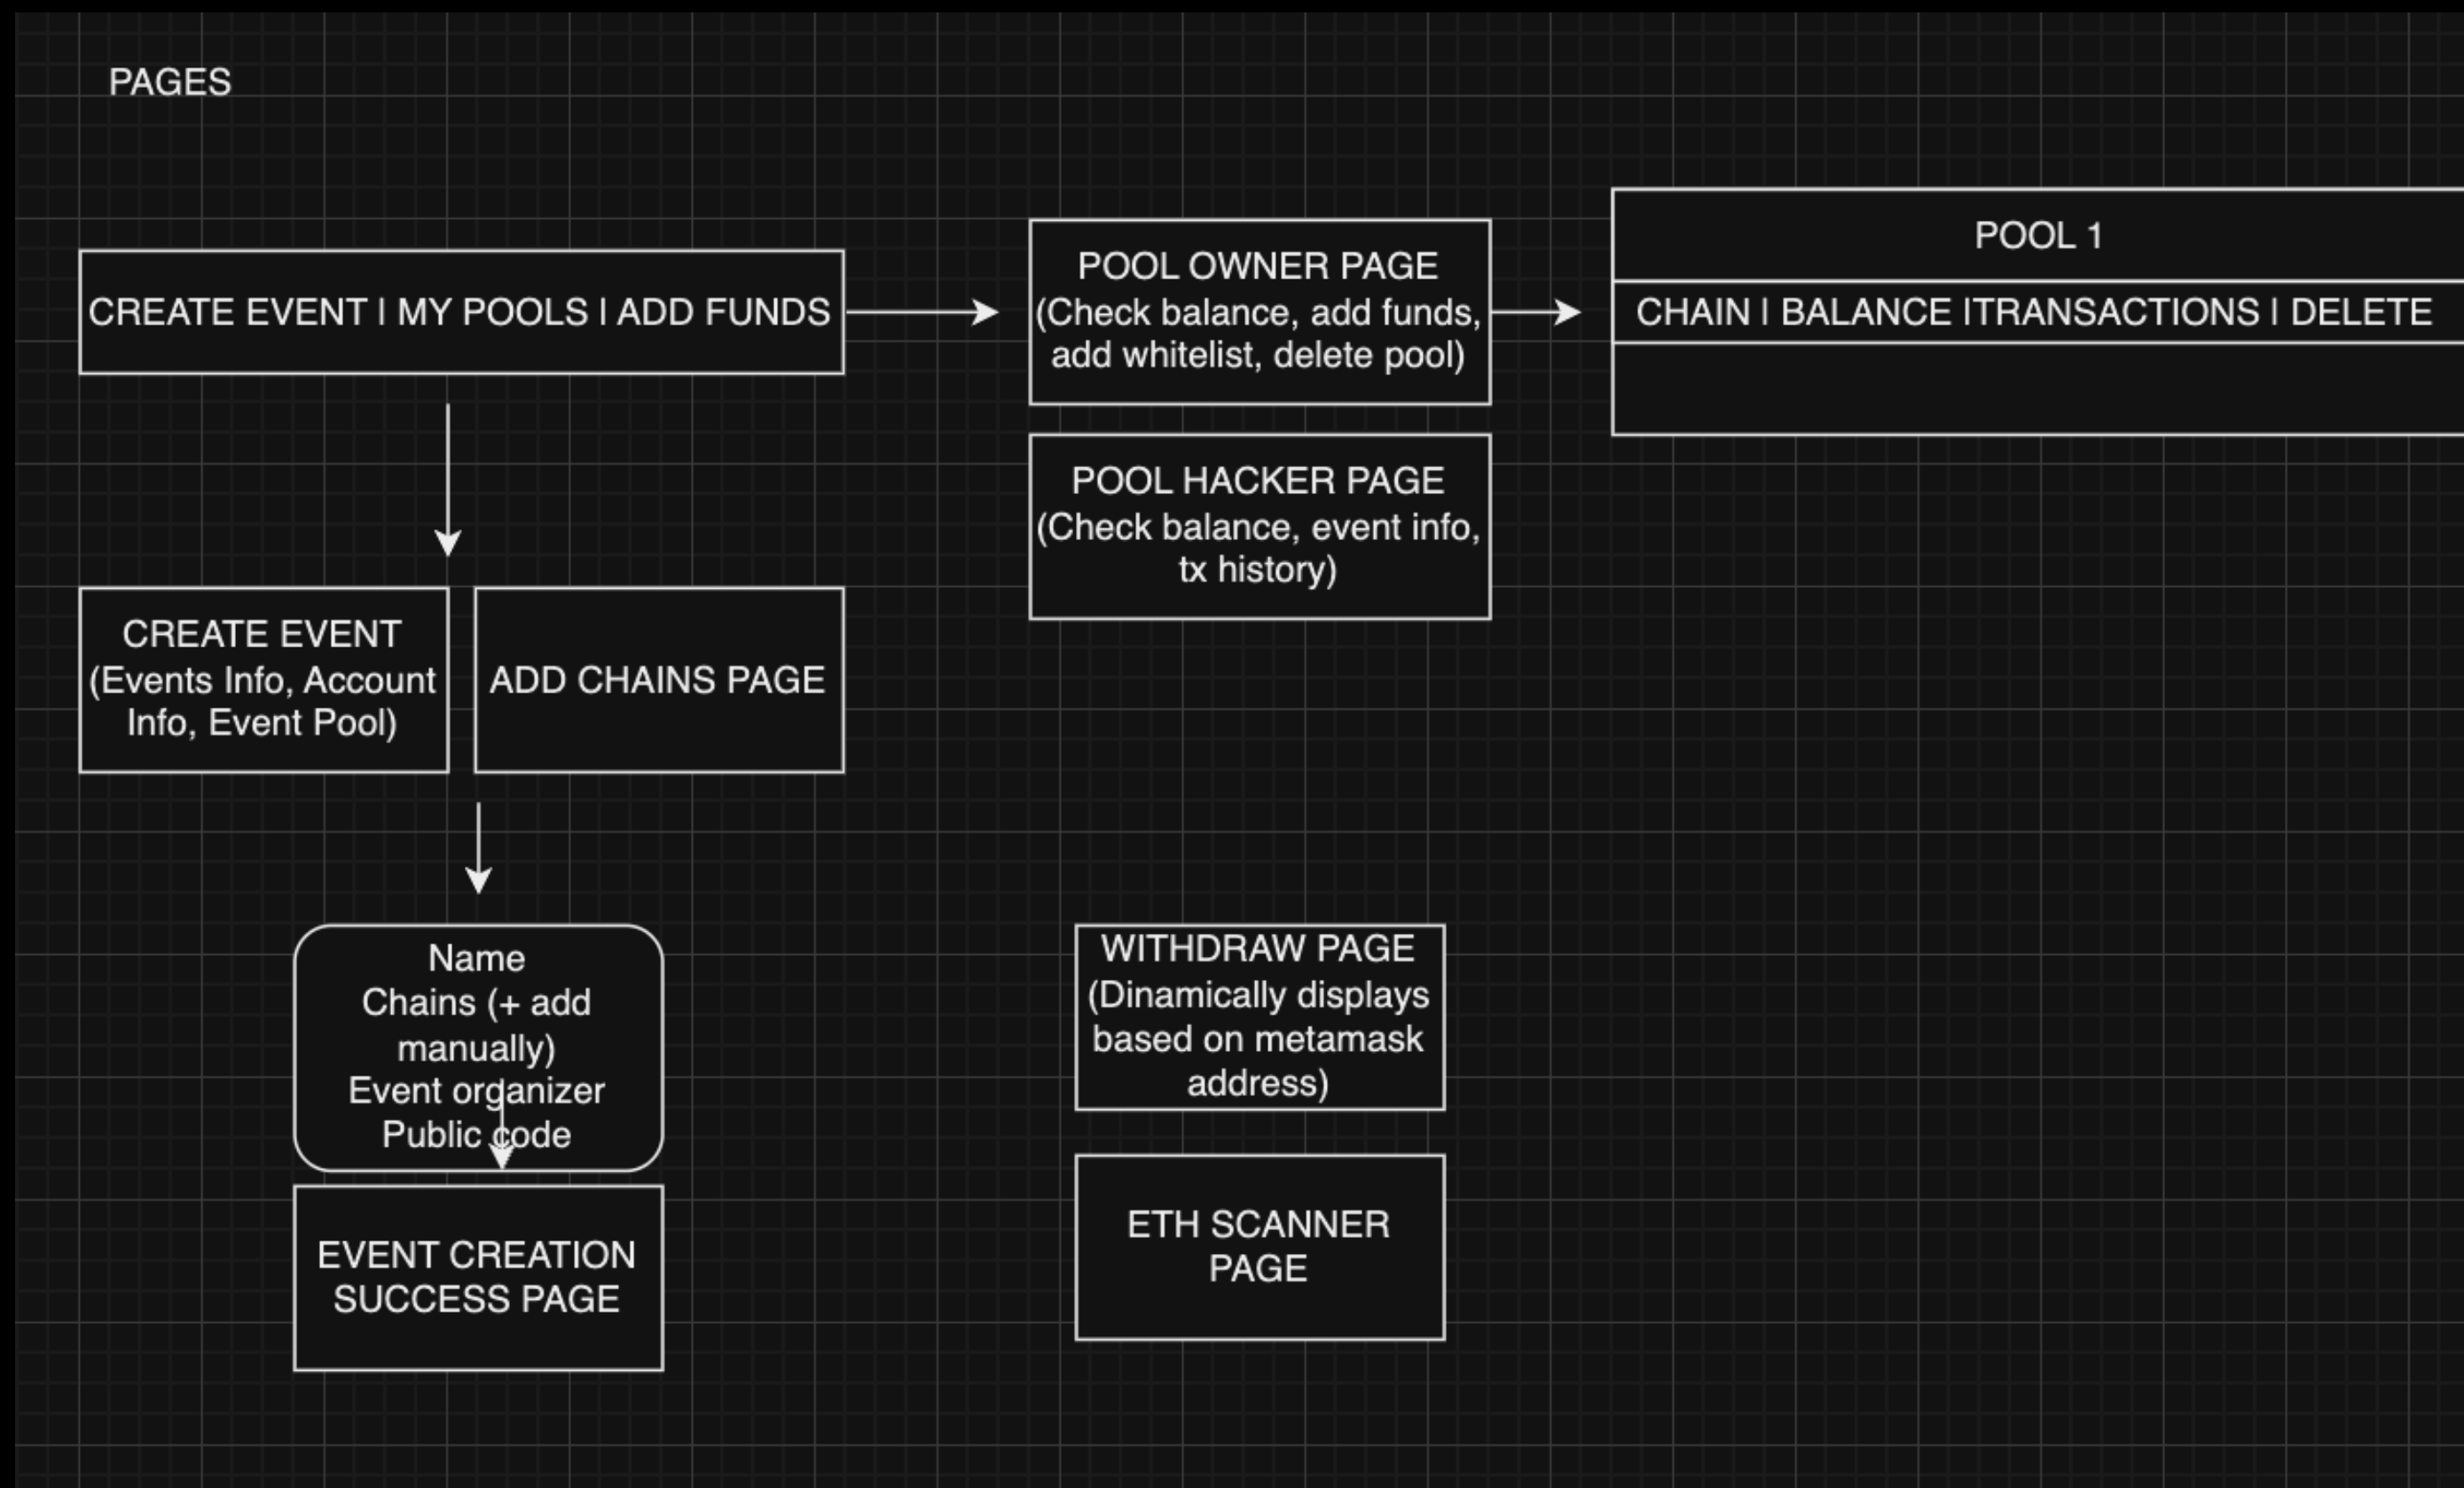 PAGES
CREATE EVENT | MY POOLS | ADD FUNDS
POOL OWNER PAGE
(Check balance, add funds,
add whitelist, delete pool)
POOL 1
CHAIN | BALANCE |TRANSACTIONS | DELETE
POOL HACKER PAGE
(Check balance, event info,
tx history)
CREATE EVENT
(Events Info, Account
Info, Event Pool)
ADD CHAINS PAGE
Name
Chains (+ add
manually)
Event organizer
Public code
WITHDRAW PAGE
(Dinamically displays
based on metamask
address)
EVENT CREATION
SUCCESS PAGE
ETH SCANNER
PAGE